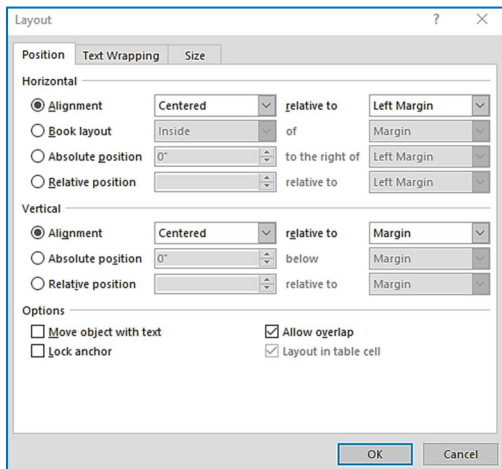 Layout ?
Position Text Wrapping Size
Horizontal
Alignment Centered relative to Left Margin
Book layout Inside of Margin
Absolute position 0" to the right of Left Margin
Relative position relative to Left Margin
Vertical
Alignment Centered relative to Margin
Absolute position 0" below Margin
Relative position relative to Margin
Options
Move object with text Allow overlap
Lock anchor Layout in table cell
OK Cancel